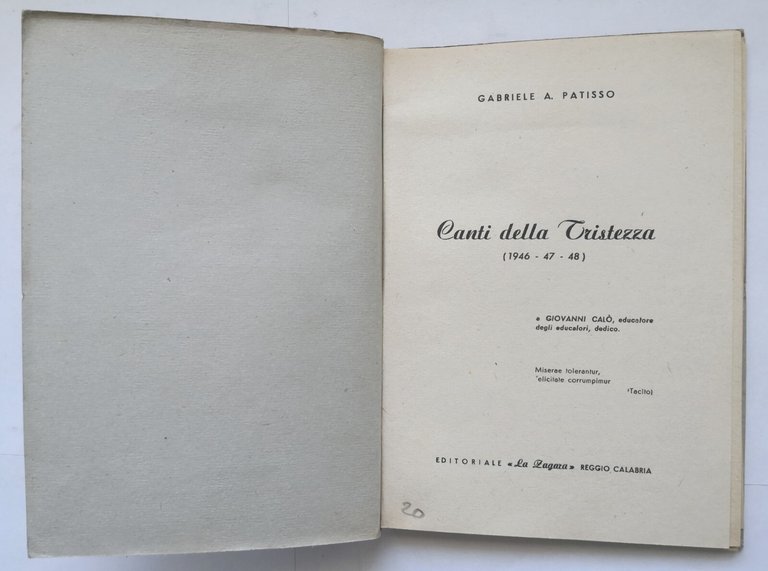 GABRIELE A. PATISSO
Canti della Tristezza
(1946 - 47 - 48)
a GIOVANNI CALÒ, educatore
degli educatori, dedico.
Miserae tolerantur,
'elicitate corrumpimur
(Tacito)
EDITORIALE «La Zagara» REGGIO CALABRIA
20